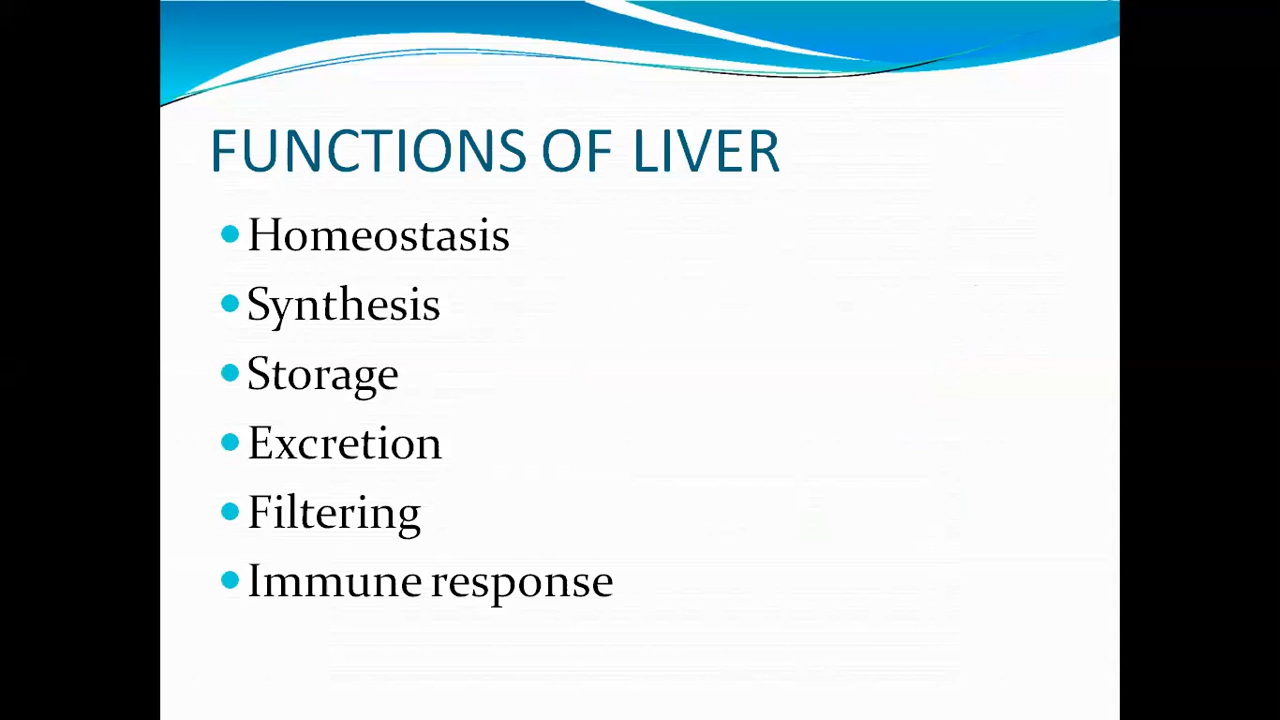 FUNCTIONS OF LIVER
Homeostasis
Synthesis
Storage
Excretion
Filtering
Immune response